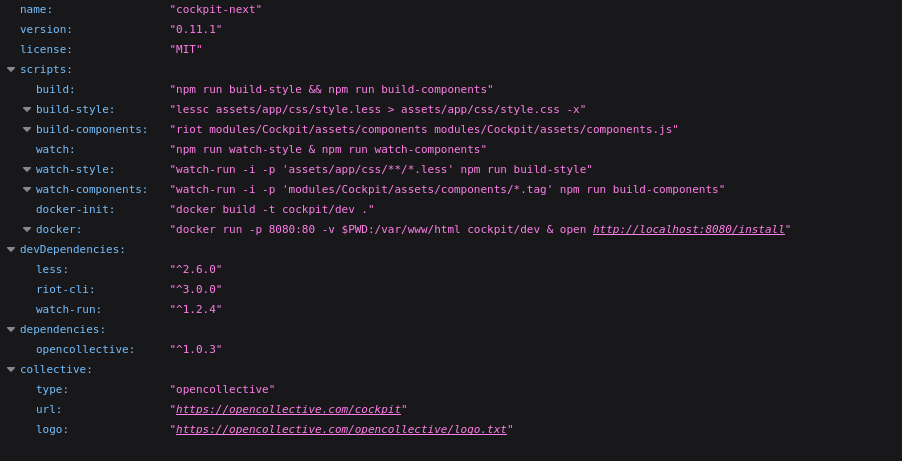 name: "cockpit-next"
version: "0.11.1"
license: "MIT"
scripts:
build: "npm run build-style && npm run build-components"
build-style: "lessc assets/app/css/style.less > assets/app/css/style.css -x"
build-components: "riot modules/Cockpit/assets/components modules/Cockpit/assets/components.js"
watch: "npm run watch-style & npm run watch-components"
watch-style: "watch-run -i -p 'assets/app/css/**/*.less' npm run build-style"
watch-components: "watch-run -i -p 'modules/Cockpit/assets/components/*.tag' npm run build-components"
docker-init: "docker build -t cockpit/dev ."
docker: "docker run -p 8080:80 -v $PWD:/var/www/html cockpit/dev & open http://localhost:8080/install"
devDependencies:
less: "^2.6.0"
riot-cli: "^3.0.0"
watch-run: "^1.2.4"
dependencies:
opencollective: "^1.0.3"
collective:
type: "opencollective"
url: "https://opencollective.com/cockpit"
logo: "https://opencollective.com/opencollective/logo.txt"